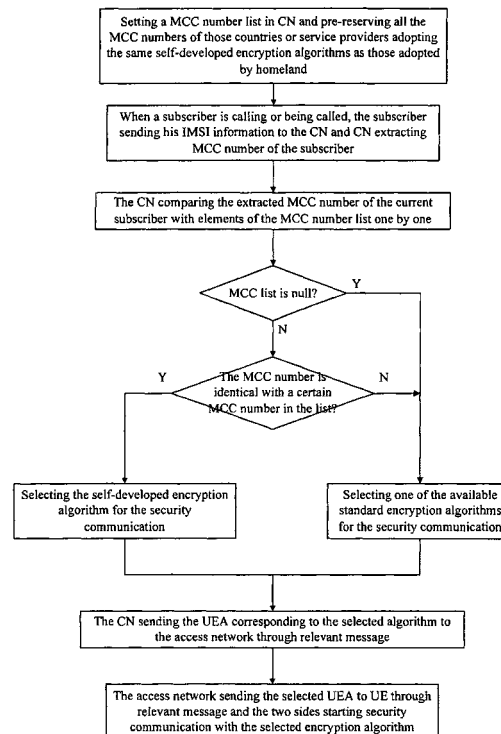 Setting a MCC number list in CN and pre-reserving all the
MCC numbers of those countries or service providers adopting
the same self-developed encryption algorithms as those adopted
by homeland
When a subscriber is calling or being called, the subscriber
sending his IMSI information to the CN and CN extracting
MCC number of the subscriber
The CN comparing the extracted MCC number of the current
subscriber with elements of the MCC number list one by one
MCC list is null?
Y
N
Y
The MCC number is
identical with a certain
MCC number in the list?
N
Selecting the self-developed encryption
algorithm for the security
communication
Selecting one of the available
standard encryption algorithms
for the security communication
The CN sending the UEA corresponding to the selected algorithm to
the access network through relevant message
The access network sending the selected UEA to UE through
relevant message and the two sides starting security
communication with the selected encryption algorithm